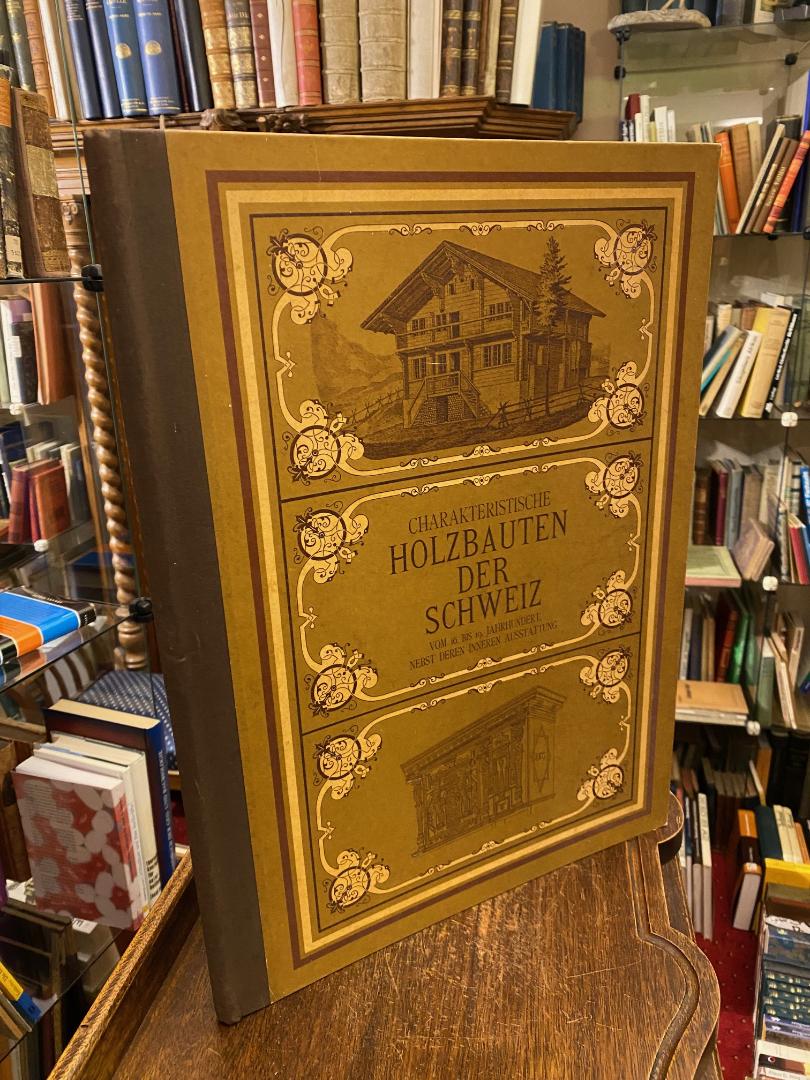 CHARAKTERISTISCHE
HOLZBAUTEN
DER
SCHWEIZ
VOM 16. BIS 19. JAHRHUNDERT,
NEBST DEREN INNEREN AUSSTATTUNG